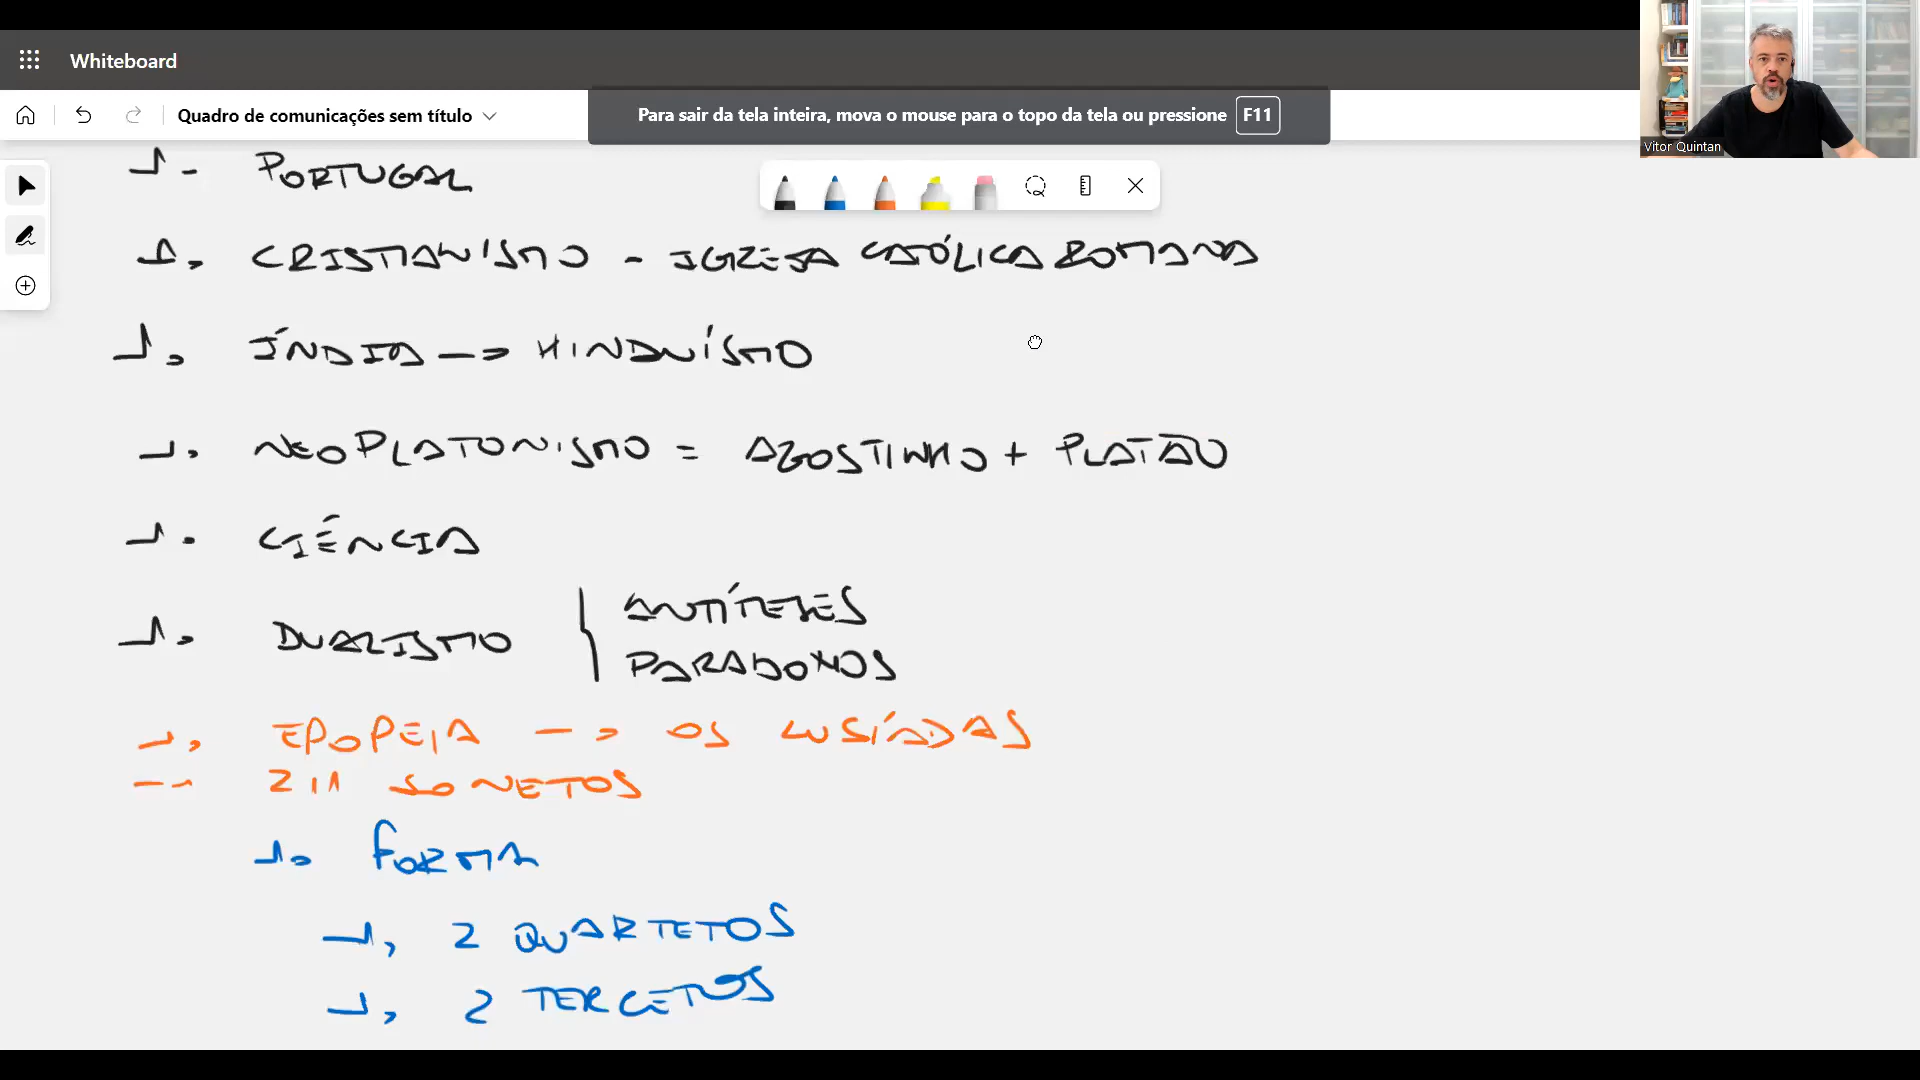 Whiteboard
Quadro de comunicações sem título
Para sair da tela inteira, mova o mouse para o topo da tela ou pressione F11
Vitor Quintan
PORTUGAL
CRISTIANISMO - IGREJA CATÓLICA ROMANA
ÍNDIA -> HINDUÍSMO
NEOPLATONISMO = AGOSTINHO + PLATÃO
CIÊNCIA
DUALISMO
ANTÍTESES
PARADOXOS
EPOPEIA -> OS LUSÍADAS
211 SONETOS
FORMA
2 QUARTETOS
2 TERCETOS